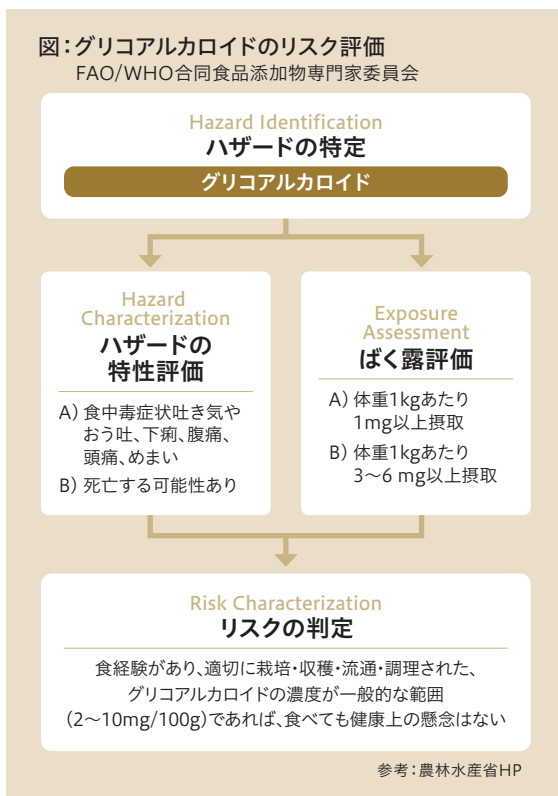 図：グリコアルカロイドのリスク評価
FAO/WHO合同食品添加物専門家委員会
Hazard Identification
ハザードの特定
グリコアルカロイド
Hazard
Characterization
ハザードの
特性評価
A）食中毒症状吐き気や
おう吐、下痢、腹痛、
頭痛、めまい
B）死亡する可能性あり
Exposure
Assessment
ばく露評価
A）体重1kgあたり
1mg以上摂取
B）体重1kgあたり
3〜6 mg以上摂取
Risk Characterization
リスクの判定
食経験があり、適切に栽培・収穫・流通・調理された、
グリコアルカロイドの濃度が一般的な範囲
（2〜10mg/100g）であれば、食べても健康上の懸念はない
参考：農林水産省HP